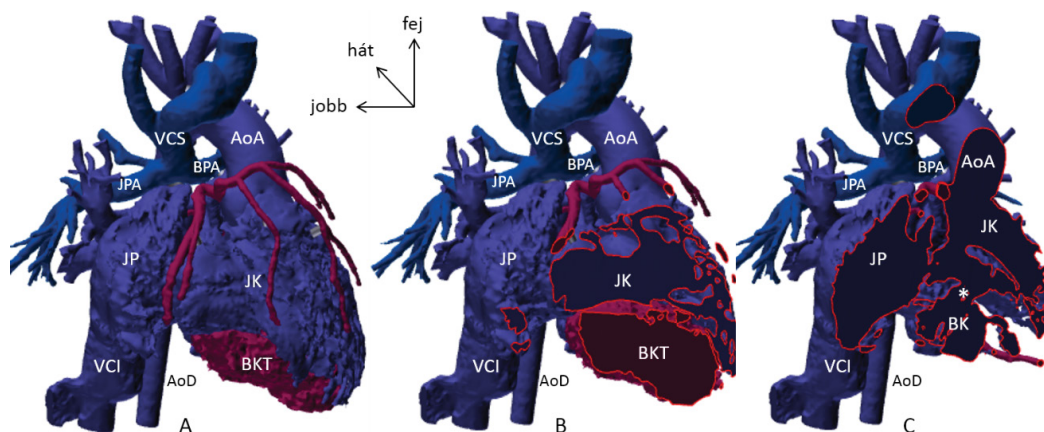 fej
hát
jobb
VCS
AoA
BPA
JPA
JP
JK
BKT
VCI
AoD
A
VCS
AoA
BPA
JPA
JP
JK
BKT
VCI
AoD
B
VCS
BPA
AoA
JPA
JK
JP
*
BK
VCI
AoD
C